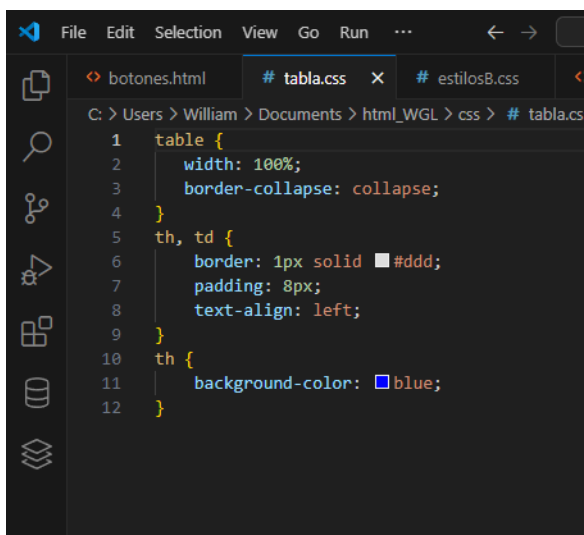 File Edit Selection View Go Run ...
botones.html # tabla.css # estilosB.css
C: > Users > William > Documents > html_WGL > css > # tabla.cs
1 table {
2 width: 100%;
3 border-collapse: collapse;
4 }
5 th, td {
6 border: 1px solid #ddd;
7 padding: 8px;
8 text-align: left;
9 }
10 th {
11 background-color: blue;
12 }